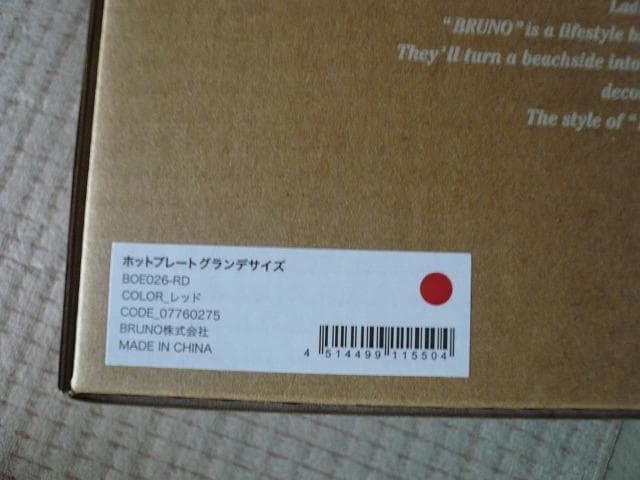 Lad
"BRUNO" is a lifestyle b
They'll turn a beachside into
deco
The style of "
ホットプレートグランデサイズ
BOE026-RD
COLOR_レッド
CODE_07760275
BRUNO株式会社
MADE IN CHINA
4 514499 115504